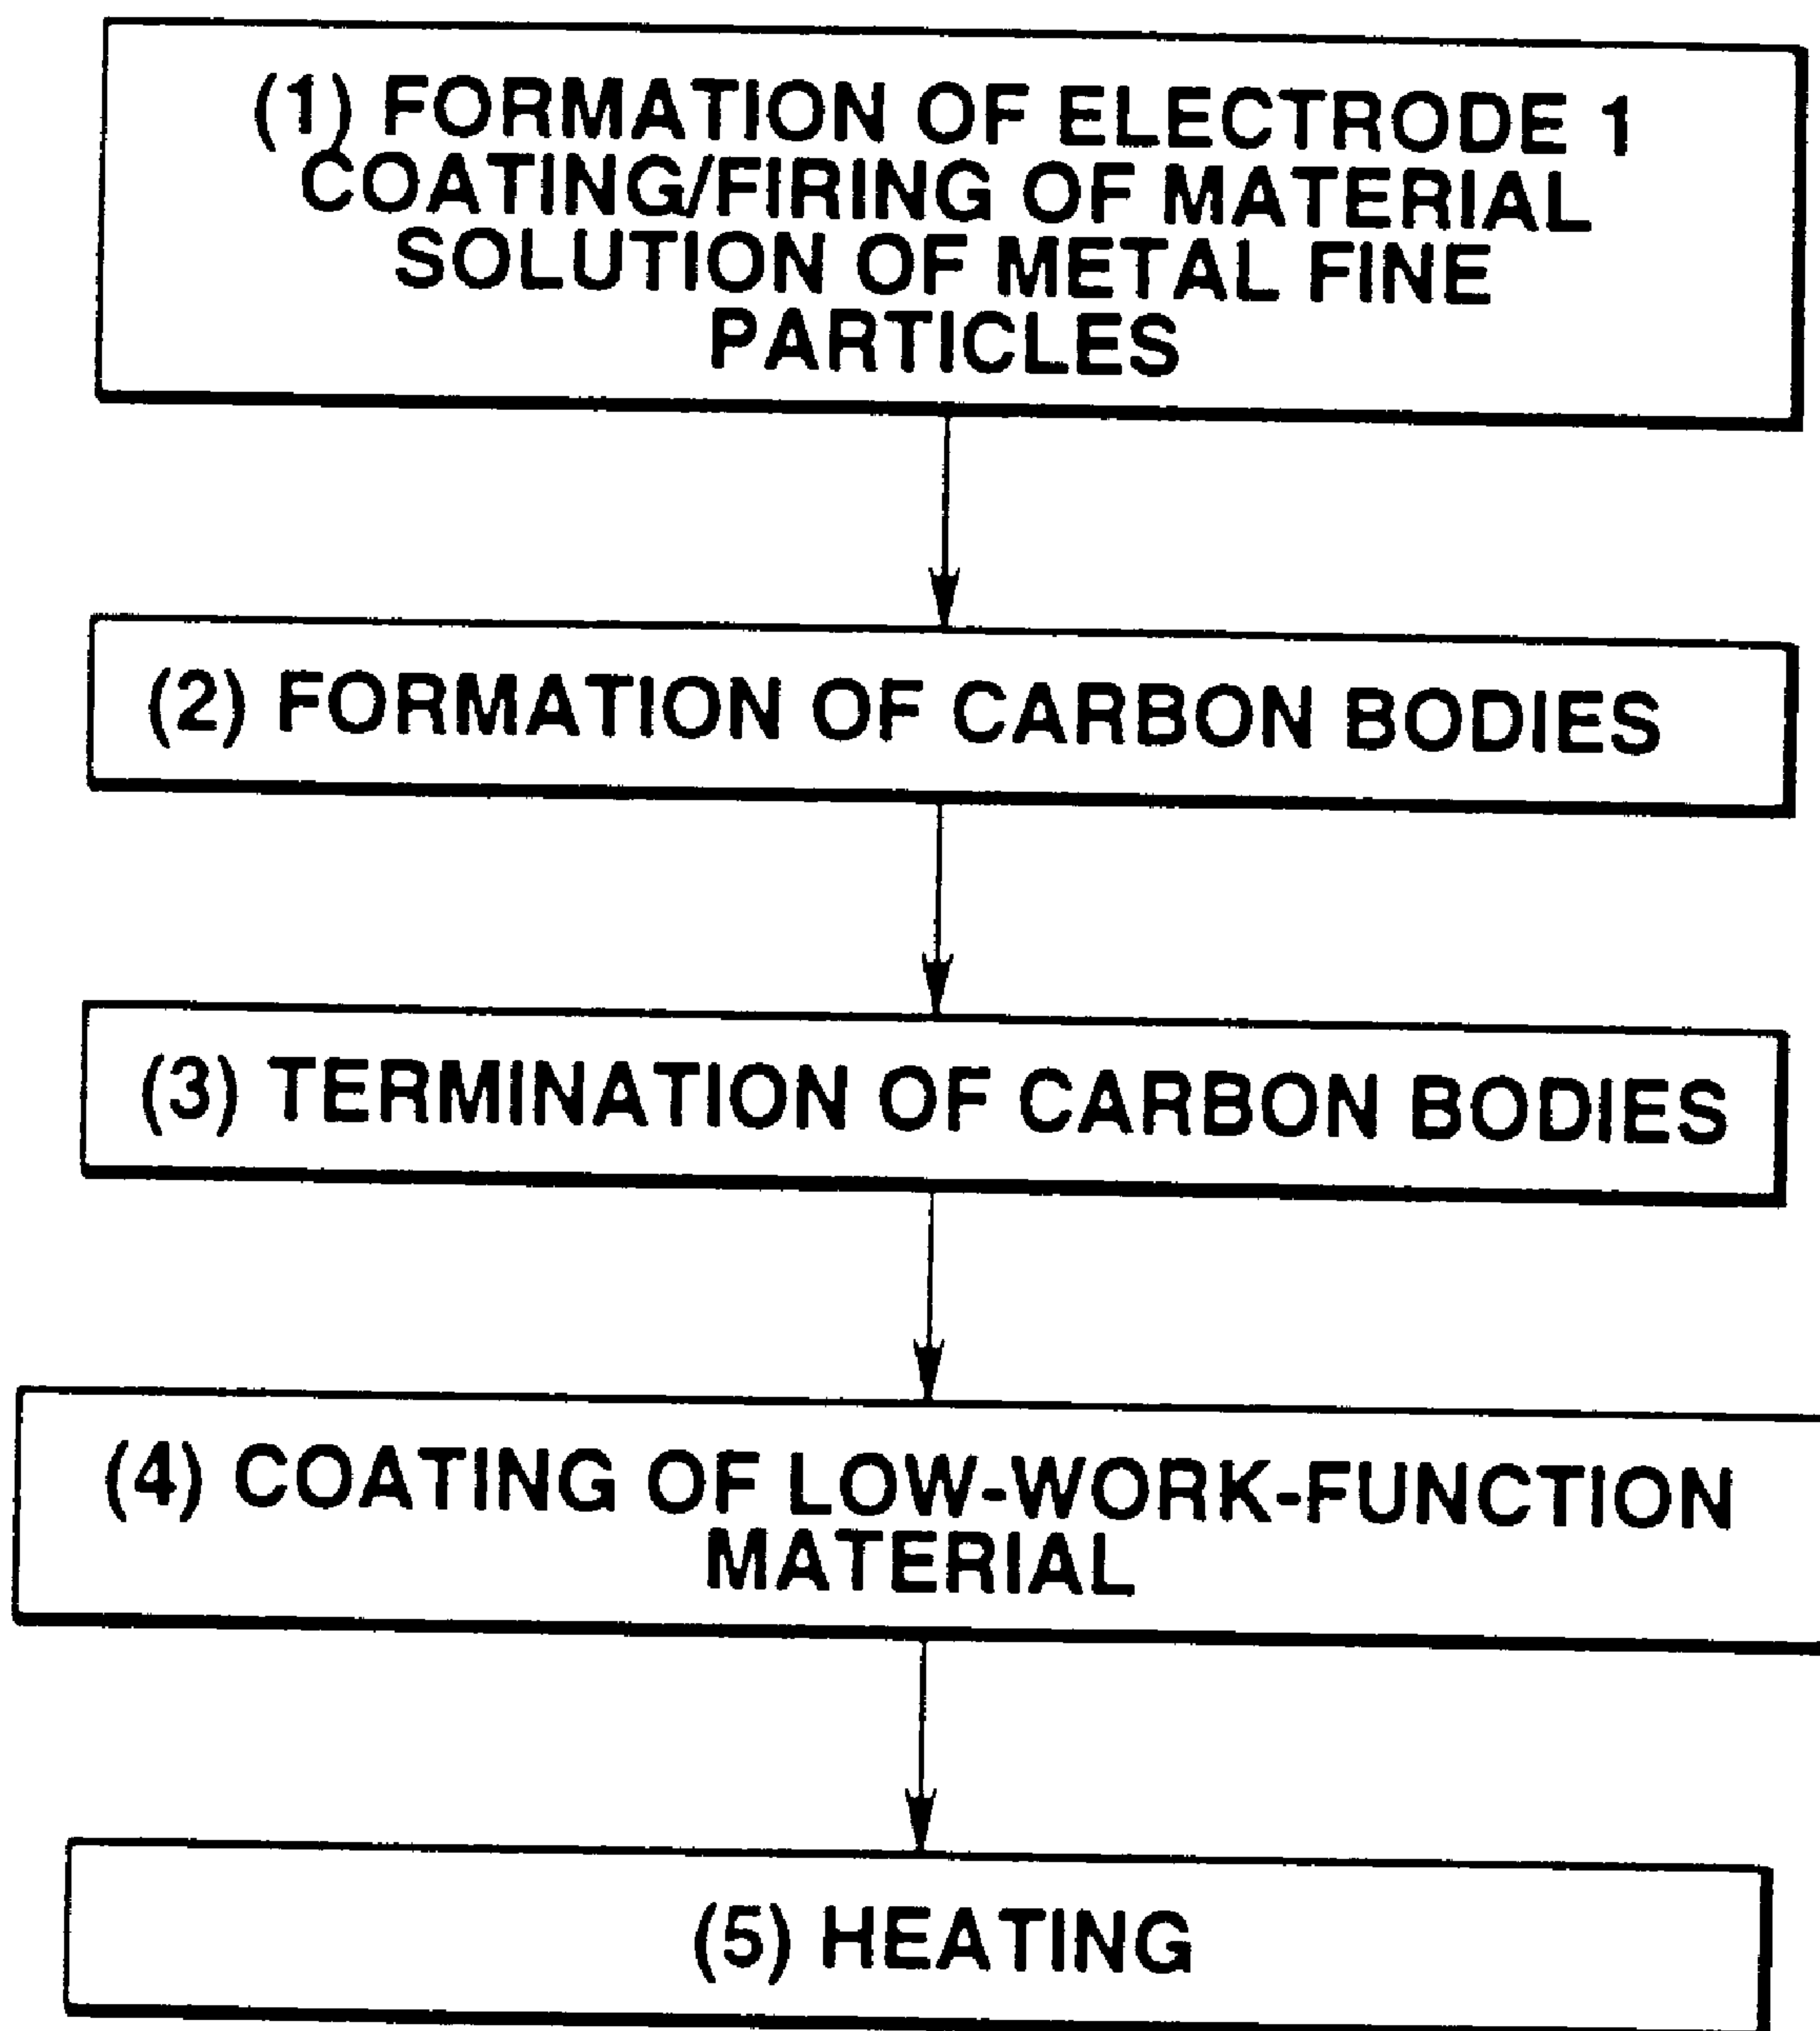 (1) FORMATION OF ELECTRODE 1
COATING/FIRING OF MATERIAL
SOLUTION OF METAL FINE
PARTICLES
(2) FORMATION OF CARBON BODIES
(3) TERMINATION OF CARBON BODIES
(4) COATING OF LOW-WORK-FUNCTION
MATERIAL
(5) HEATING